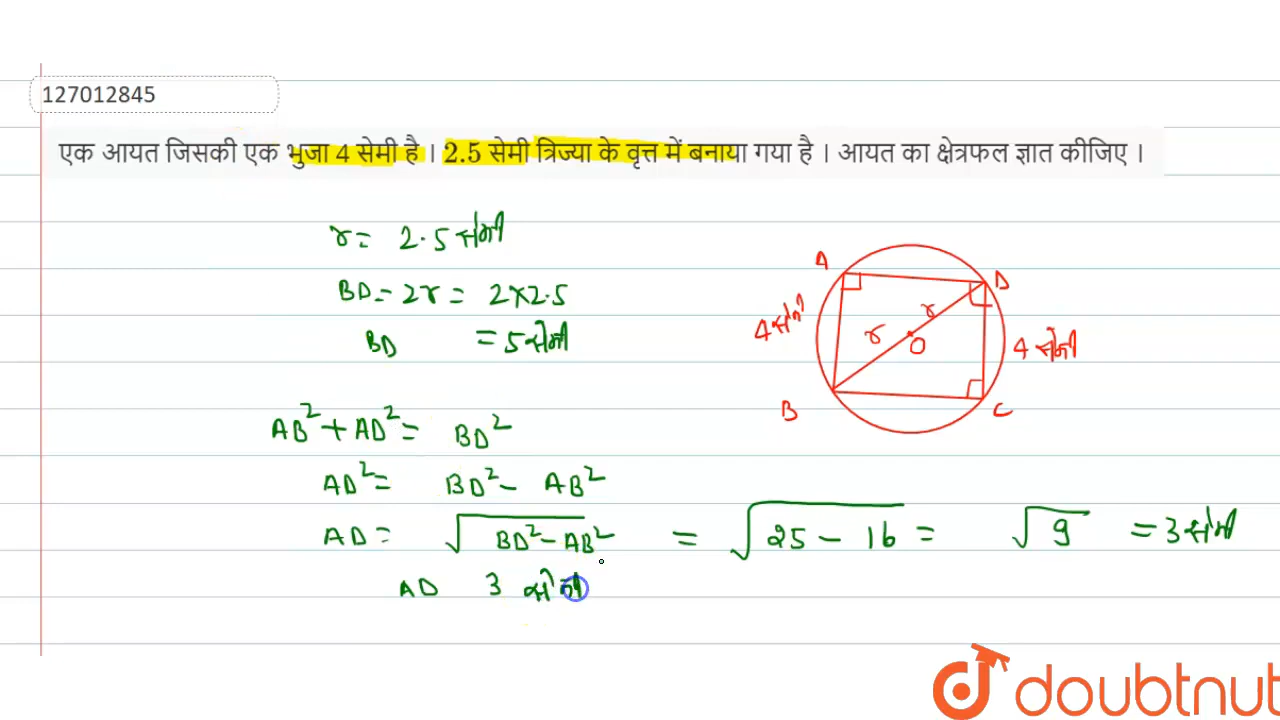 127012845
एक आयत जिसकी एक भुजा 4 सेमी है । 2.5 सेमी त्रिज्या के वृत्त में बनाया गया है । आयत का क्षेत्रफल ज्ञात कीजिए ।
r = 2.5 सेमी
BD = 2r = 2×2.5
BD = 5 सेमी
A
D
4 सेमी
r
r
O
4 सेमी
B
C
AB² + AD² = BD²
AD² = BD² - AB²
AD = √BD² - AB² = √25 - 16 = √9 = 3 सेमी
AD 3 सेमी
doubtnut